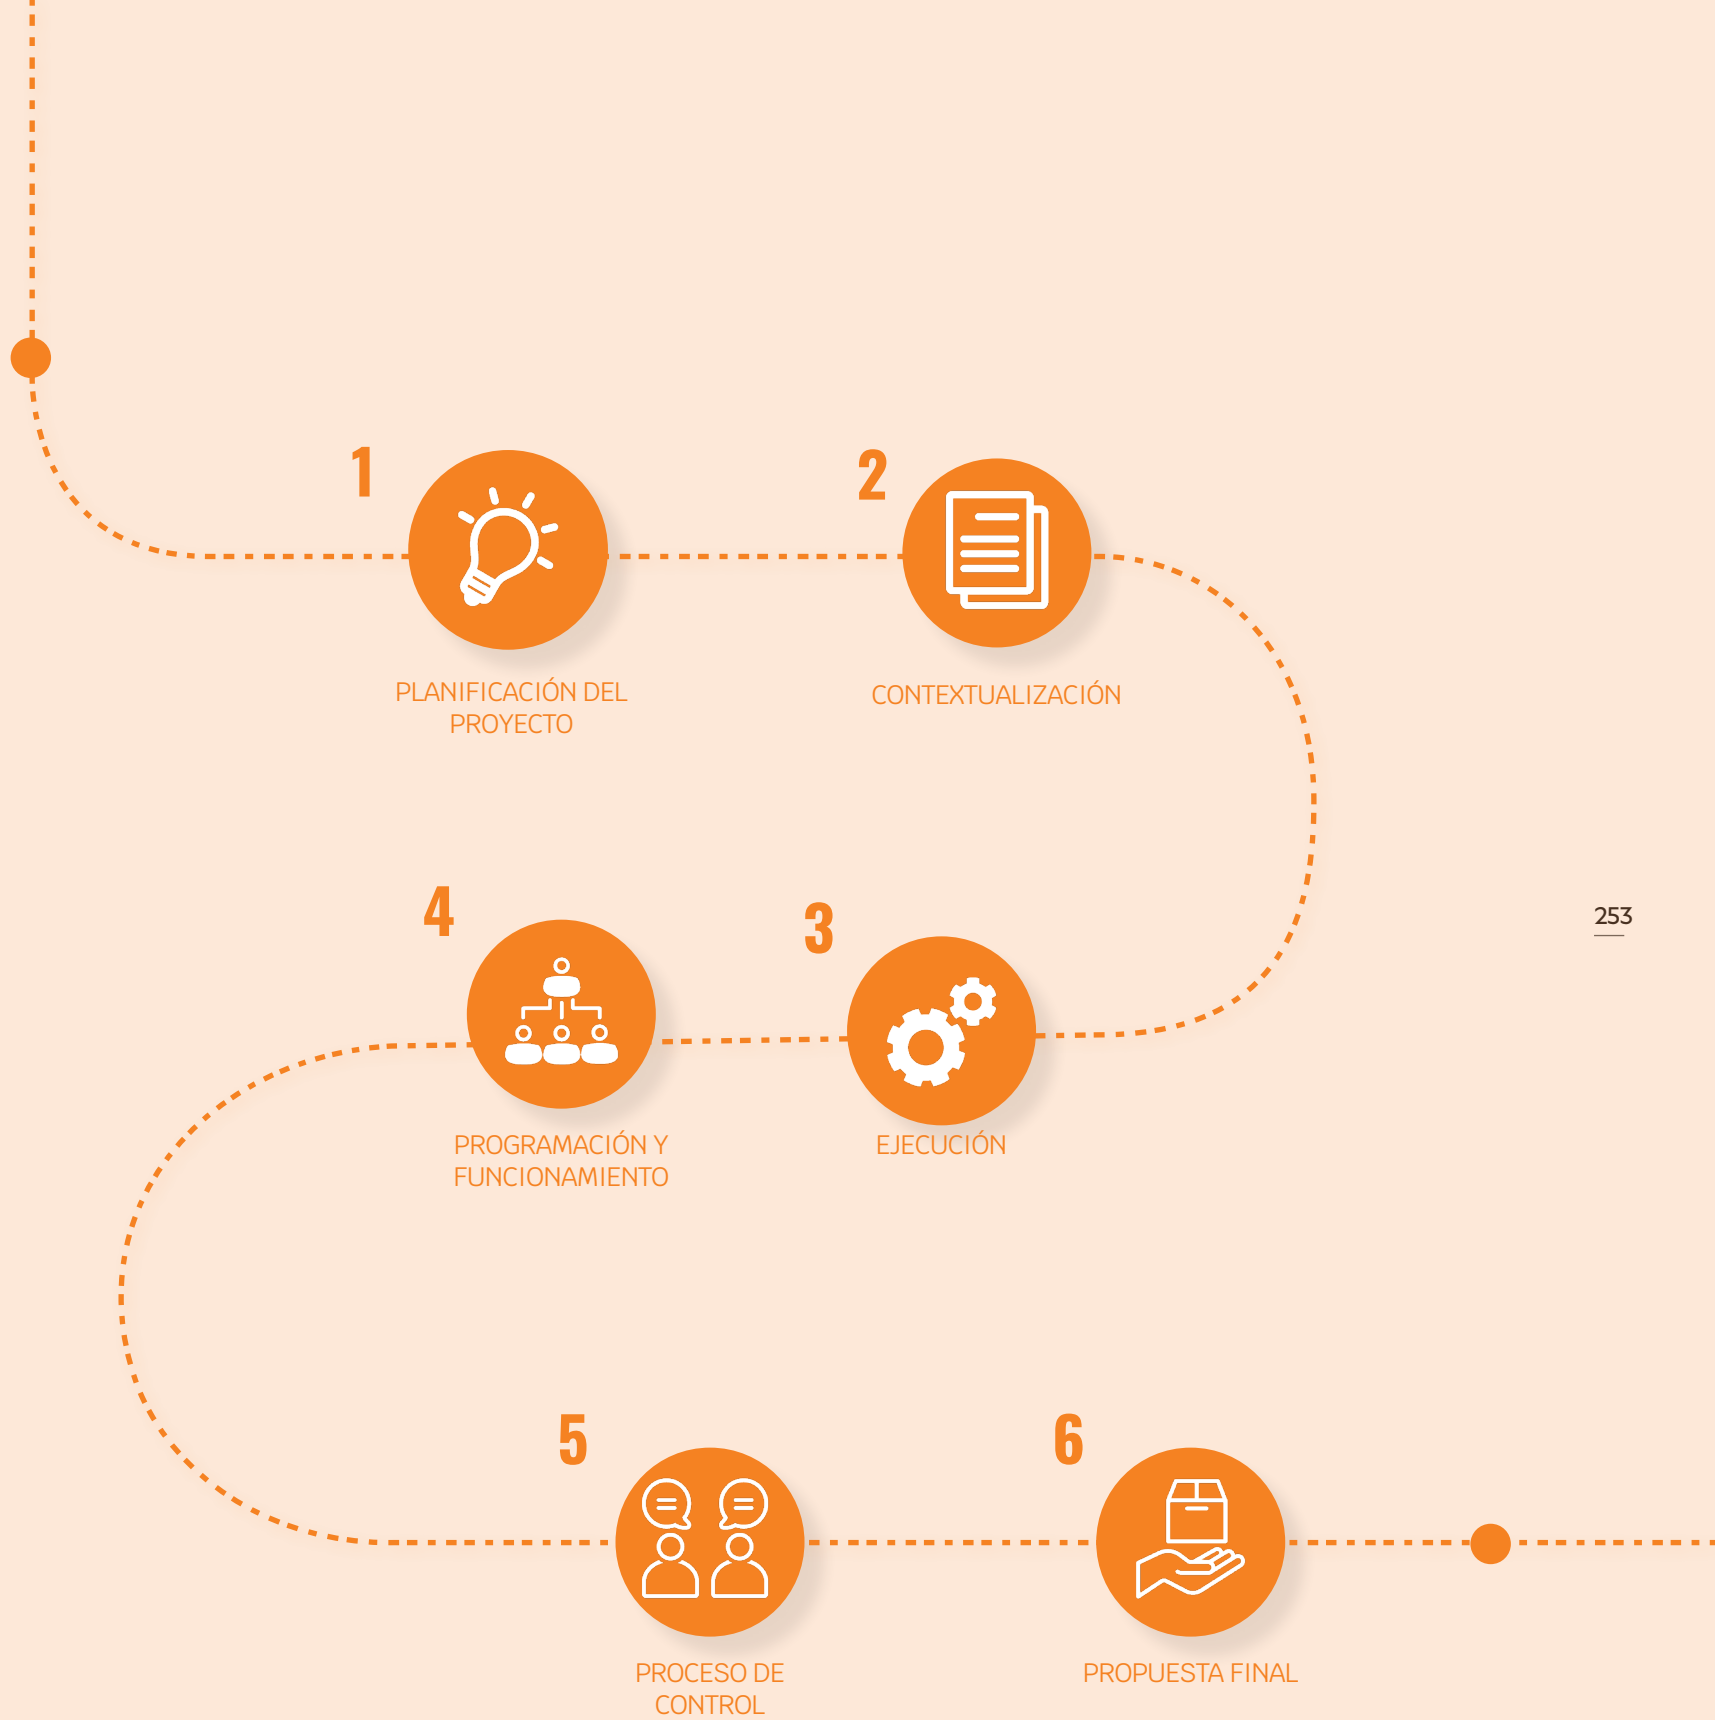 1
PLANIFICACIÓN DEL
PROYECTO
2
CONTEXTUALIZACIÓN
3
EJECUCIÓN
4
PROGRAMACIÓN Y
FUNCIONAMIENTO
253
5
PROCESO DE
CONTROL
6
PROPUESTA FINAL